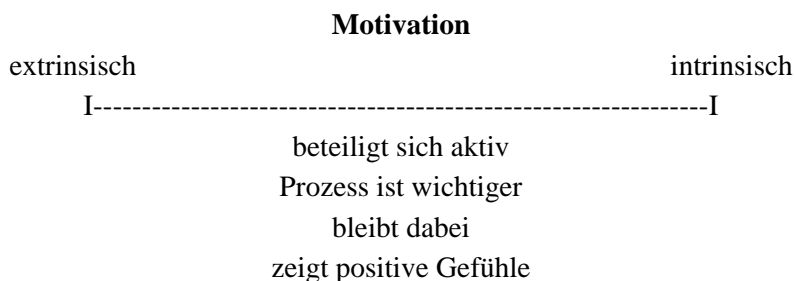 Motivation
extrinsisch intrinsisch
I----------------------------------------------------------------I
beteiligt sich aktiv
Prozess ist wichtiger
bleibt dabei
zeigt positive Gefühle